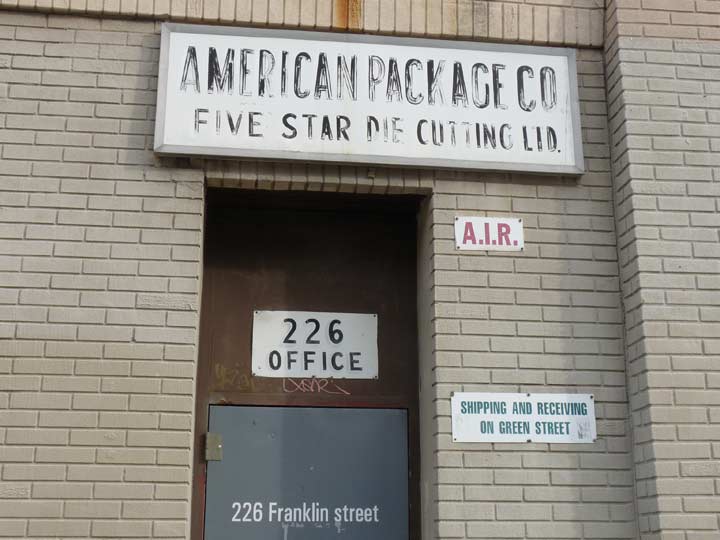 AMERICAN PACKAGE CO
FIVE STAR DIE CUTTING LTD.
A.I.R.
226
OFFICE
SHIPPING AND RECEIVING
ON GREEN STREET
226 Franklin street